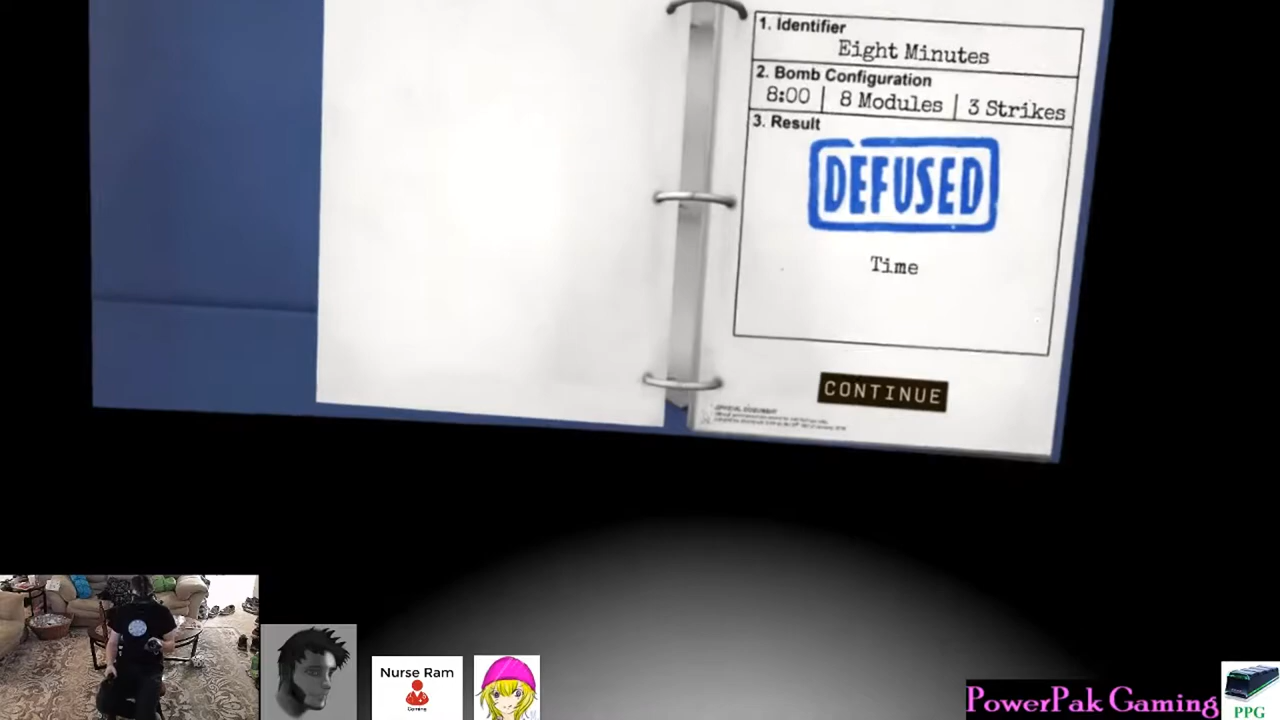 1. Identifier
Eight Minutes
2. Bomb Configuration
8:00 | 8 Modules | 3 Strikes
3. Result
DEFUSED
Time
CONTINUE
Nurse Ram
Gaming
PowerPak Gaming
PPG